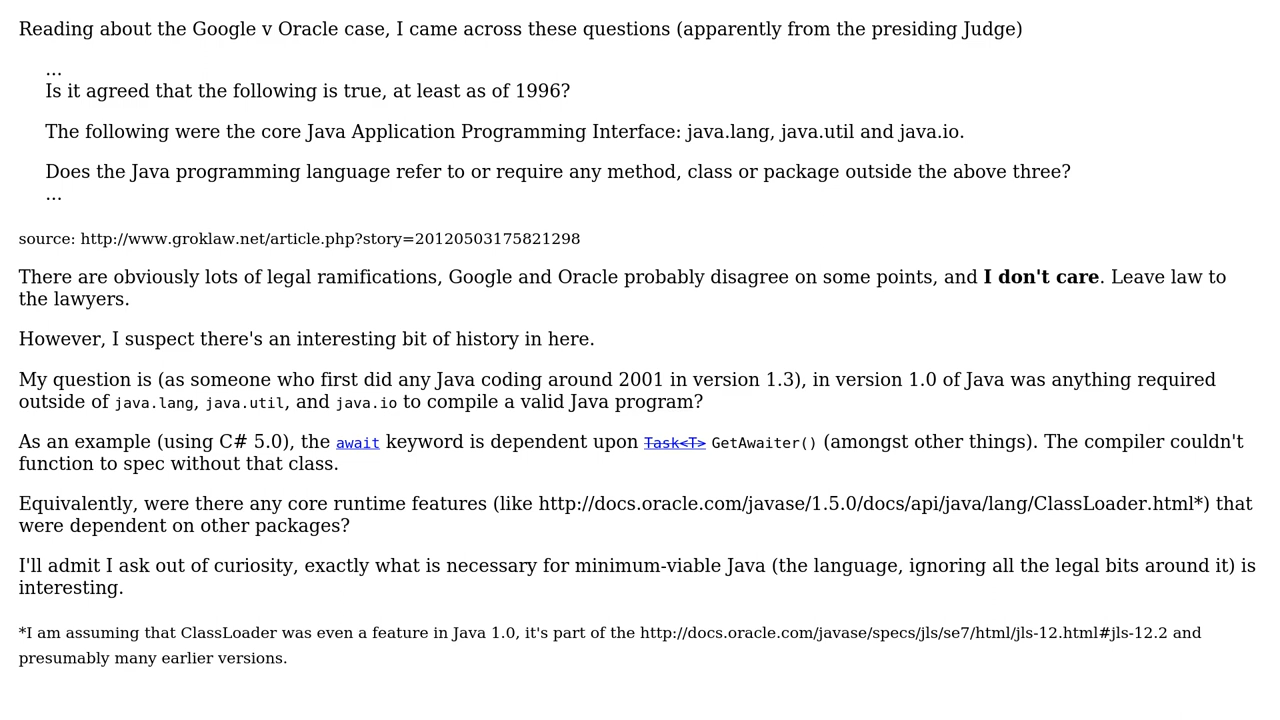 Reading about the Google v Oracle case, I came across these questions (apparently from the presiding Judge)
...
Is it agreed that the following is true, at least as of 1996?
The following were the core Java Application Programming Interface: java.lang, java.util and java.io.
Does the Java programming language refer to or require any method, class or package outside the above three?
...
source: http://www.groklaw.net/article.php?story=20120503175821298
There are obviously lots of legal ramifications, Google and Oracle probably disagree on some points, and I don't care. Leave law to
the lawyers.
However, I suspect there's an interesting bit of history in here.
My question is (as someone who first did any Java coding around 2001 in version 1.3), in version 1.0 of Java was anything required
outside of java.lang, java.util, and java.io to compile a valid Java program?
As an example (using C# 5.0), the await keyword is dependent upon Task<T> GetAwaiter() (amongst other things). The compiler couldn't
function to spec without that class.
Equivalently, were there any core runtime features (like http://docs.oracle.com/javase/1.5.0/docs/api/java/lang/ClassLoader.html*) that
were dependent on other packages?
I'll admit I ask out of curiosity, exactly what is necessary for minimum-viable Java (the language, ignoring all the legal bits around it) is
interesting.
*I am assuming that ClassLoader was even a feature in Java 1.0, it's part of the http://docs.oracle.com/javase/specs/jls/se7/html/jls-12.html#jls-12.2 and
presumably many earlier versions.